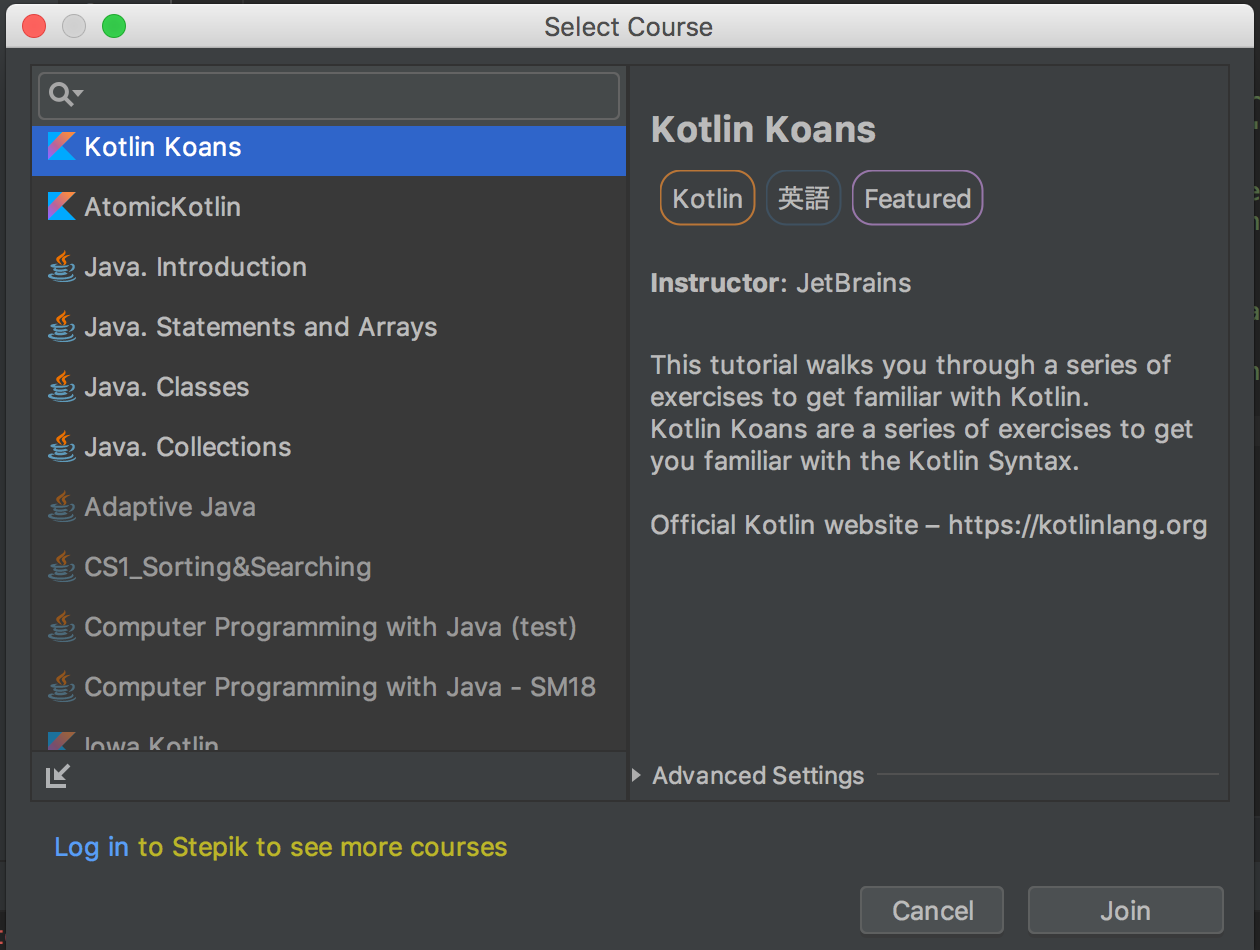 Select Course
Kotlin Koans
AtomicKotlin
Java. Introduction
Java. Statements and Arrays
Java. Classes
Java. Collections
Adaptive Java
CS1_Sorting&Searching
Computer Programming with Java (test)
Computer Programming with Java - SM18
Iowa Kotlin
Kotlin Koans
Kotlin 英語 Featured
Instructor: JetBrains
This tutorial walks you through a series of
exercises to get familiar with Kotlin.
Kotlin Koans are a series of exercises to get
you familiar with the Kotlin Syntax.
Official Kotlin website – https://kotlinlang.org
Advanced Settings
Log in to Stepik to see more courses
Cancel Join